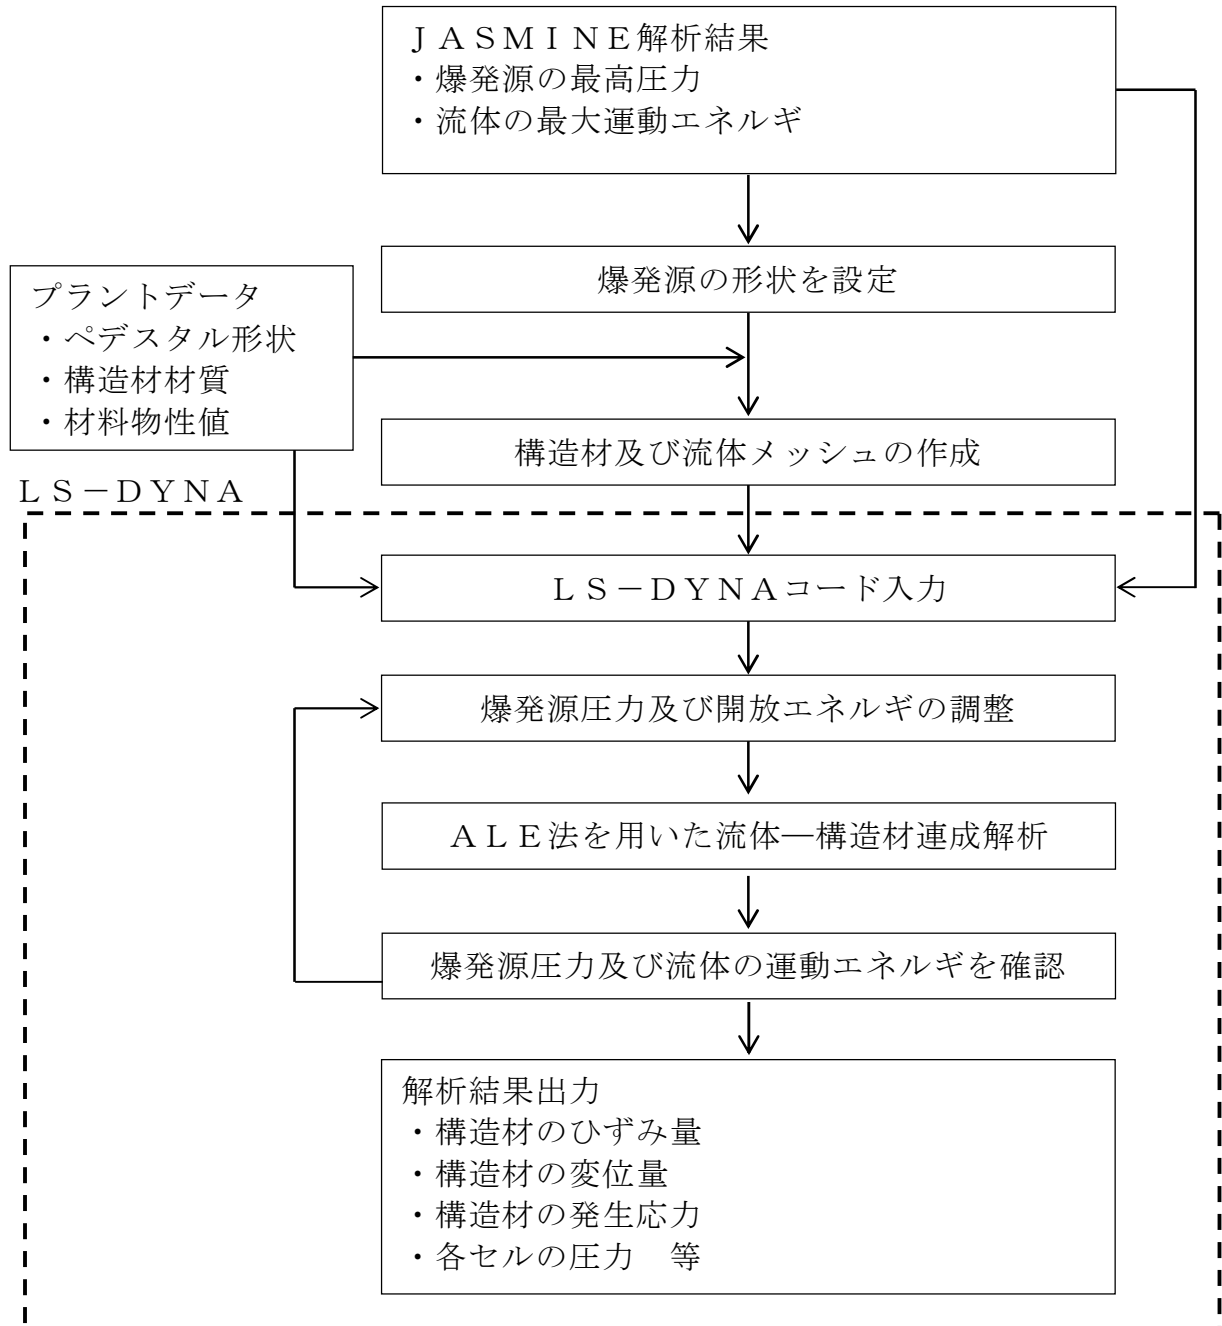 ＪＡＳＭＩＮＥ解析結果
・爆発源の最高圧力
・流体の最大運動エネルギ
爆発源の形状を設定
プラントデータ
・ペデスタル形状
・構造材材質
・材料物性値
構造材及び流体メッシュの作成
ＬＳ－ＤＹＮＡ
ＬＳ－ＤＹＮＡコード入力
爆発源圧力及び開放エネルギの調整
ＡＬＥ法を用いた流体―構造材連成解析
爆発源圧力及び流体の運動エネルギを確認
解析結果出力
・構造材のひずみ量
・構造材の変位量
・構造材の発生応力
・各セルの圧力　等